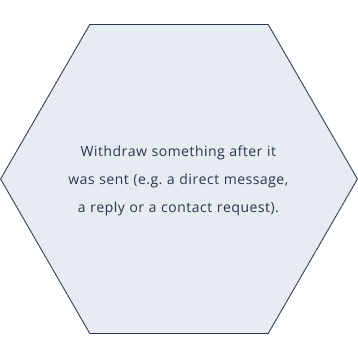 Withdraw something after it
was sent (e.g. a direct message,
a reply or a contact request).